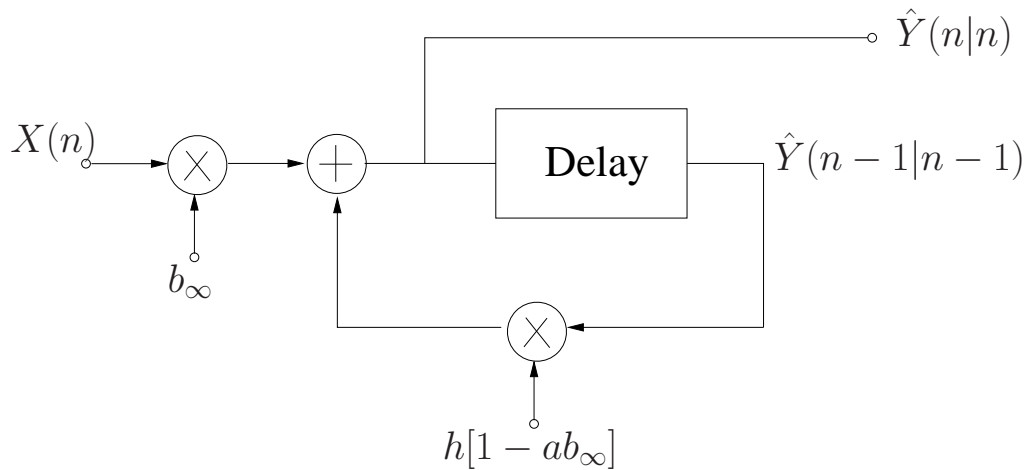 Ŷ(n|n)
X(n)
×
+
Delay
Ŷ(n − 1|n − 1)
b∞
×
h[1 − ab∞]